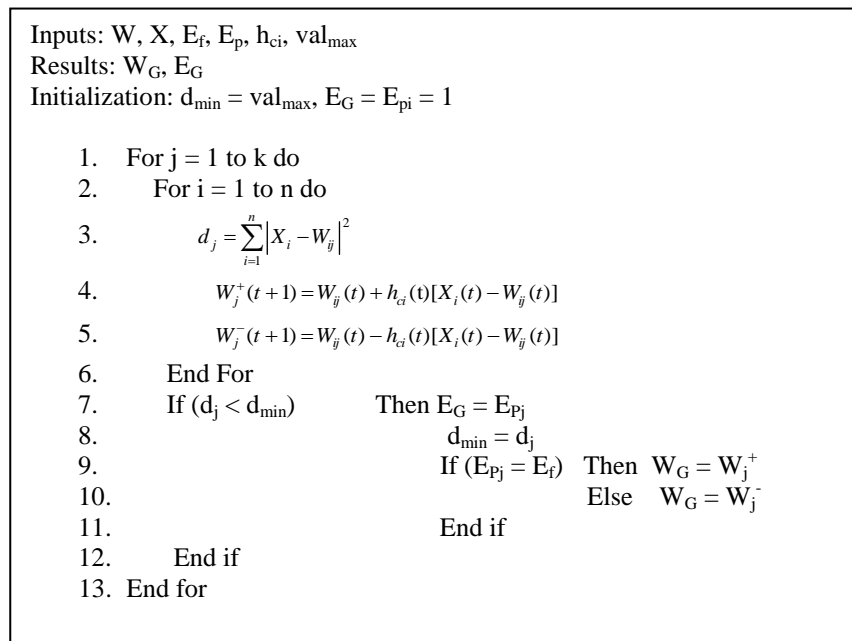 Inputs: W, X, E_f, E_p, h_ci, val_max
Results: W_G, E_G
Initialization: d_min = val_max, E_G = E_pi = 1
1. For j = 1 to k do
2. For i = 1 to n do
3. d_j = \sum_{i=1}^{n} |X_i − W_ij|^2
4. W_j^+(t+1) = W_ij(t) + h_ci(t)[X_i(t) − W_ij(t)]
5. W_j^-(t+1) = W_ij(t) − h_ci(t)[X_i(t) − W_ij(t)]
6. End For
7. If (d_j < d_min) Then E_G = E_Pj
8. d_min = d_j
9. If (E_Pj = E_f) Then W_G = W_j^+
10. Else W_G = W_j^-
11. End if
12. End if
13. End for